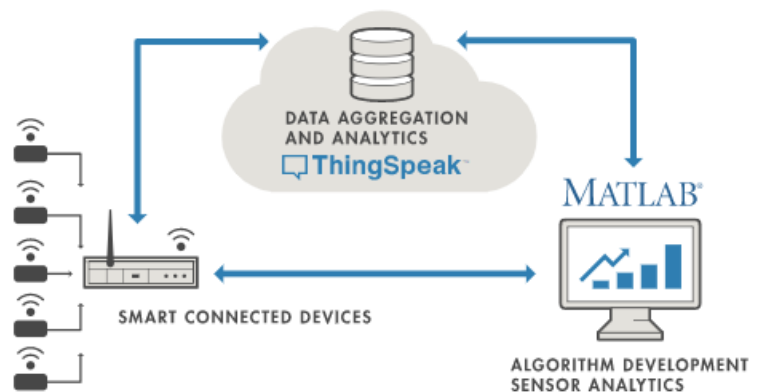 DATA AGGREGATION
AND ANALYTICS
ThingSpeak™
MATLAB®
SMART CONNECTED DEVICES
ALGORITHM DEVELOPMENT
SENSOR ANALYTICS